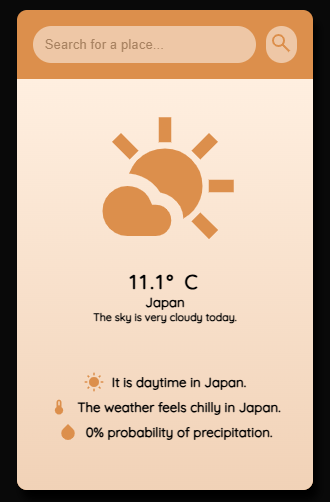 Search for a place...
11.1° C
Japan
The sky is very cloudy today.
It is daytime in Japan.
The weather feels chilly in Japan.
0% probability of precipitation.